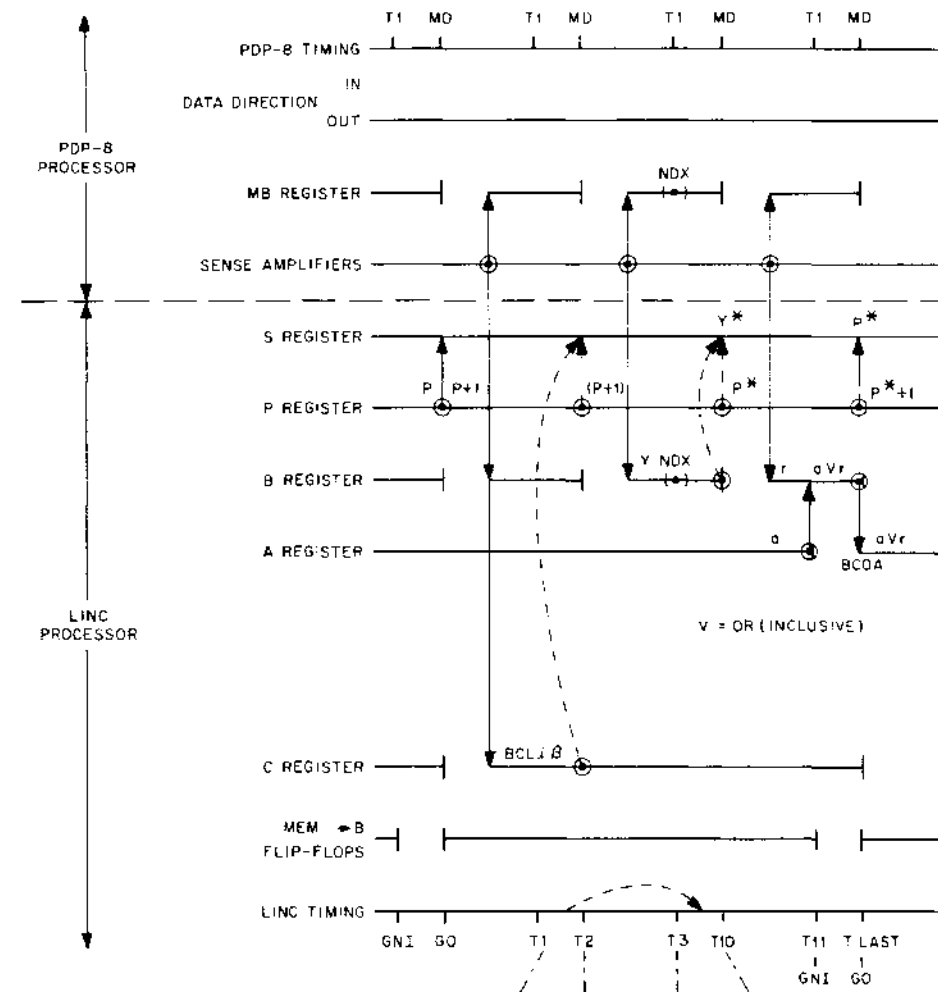 T1 MD T1 MD T1 MD T1 MD
PDP-8 TIMING
IN
DATA DIRECTION
OUT
PDP-8
PROCESSOR
MB REGISTER
NDX
SENSE AMPLIFIERS
Y* P*
S REGISTER
P P+1 (P+1) P* P*+1
P REGISTER
Y NDX r aVr
B REGISTER
a aVr
A REGISTER
BCOA
LINC
PROCESSOR
V = OR (INCLUSIVE)
BCL i β
C REGISTER
MEM → B
FLIP-FLOPS
LINC TIMING
GNI GO T1 T2 T3 T10 T11 T LAST
GNI GO